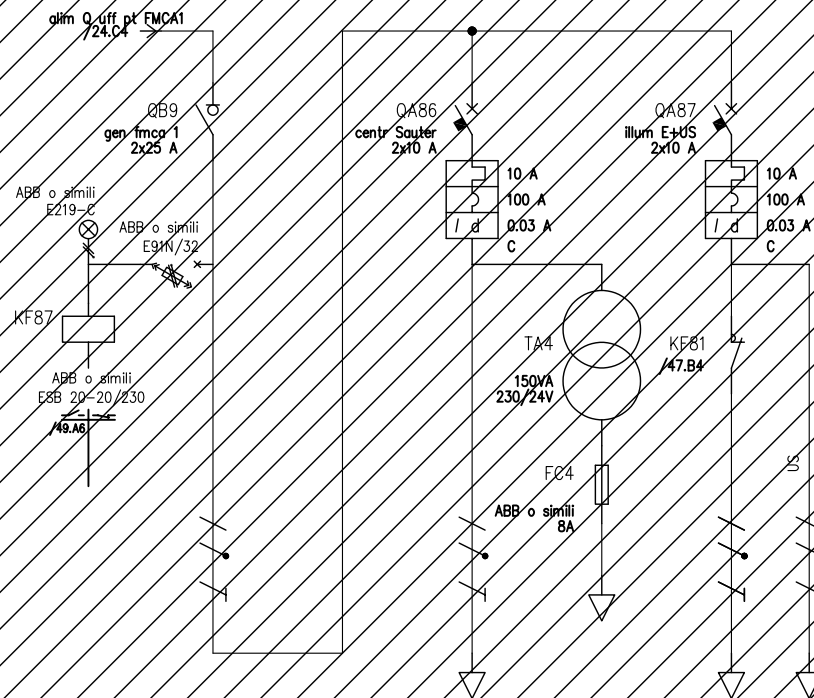 alim Q uff pt FMCA1
/24.C4
QB9
gen fmca 1
2x25 A
QA86
centr Sauter
2x10 A
QA87
illum E+US
2x10 A
10 A
100 A
I d
0.03 A
C
10 A
100 A
I d
0.03 A
C
ABB o simili
E219-C
ABB o simili
E91N/32
KF87
ABB o simili
ESB 20-20/230
/49.A6
TA4
150VA
230/24V
KF81
/47.B4
FC4
ABB o simili
8A
US